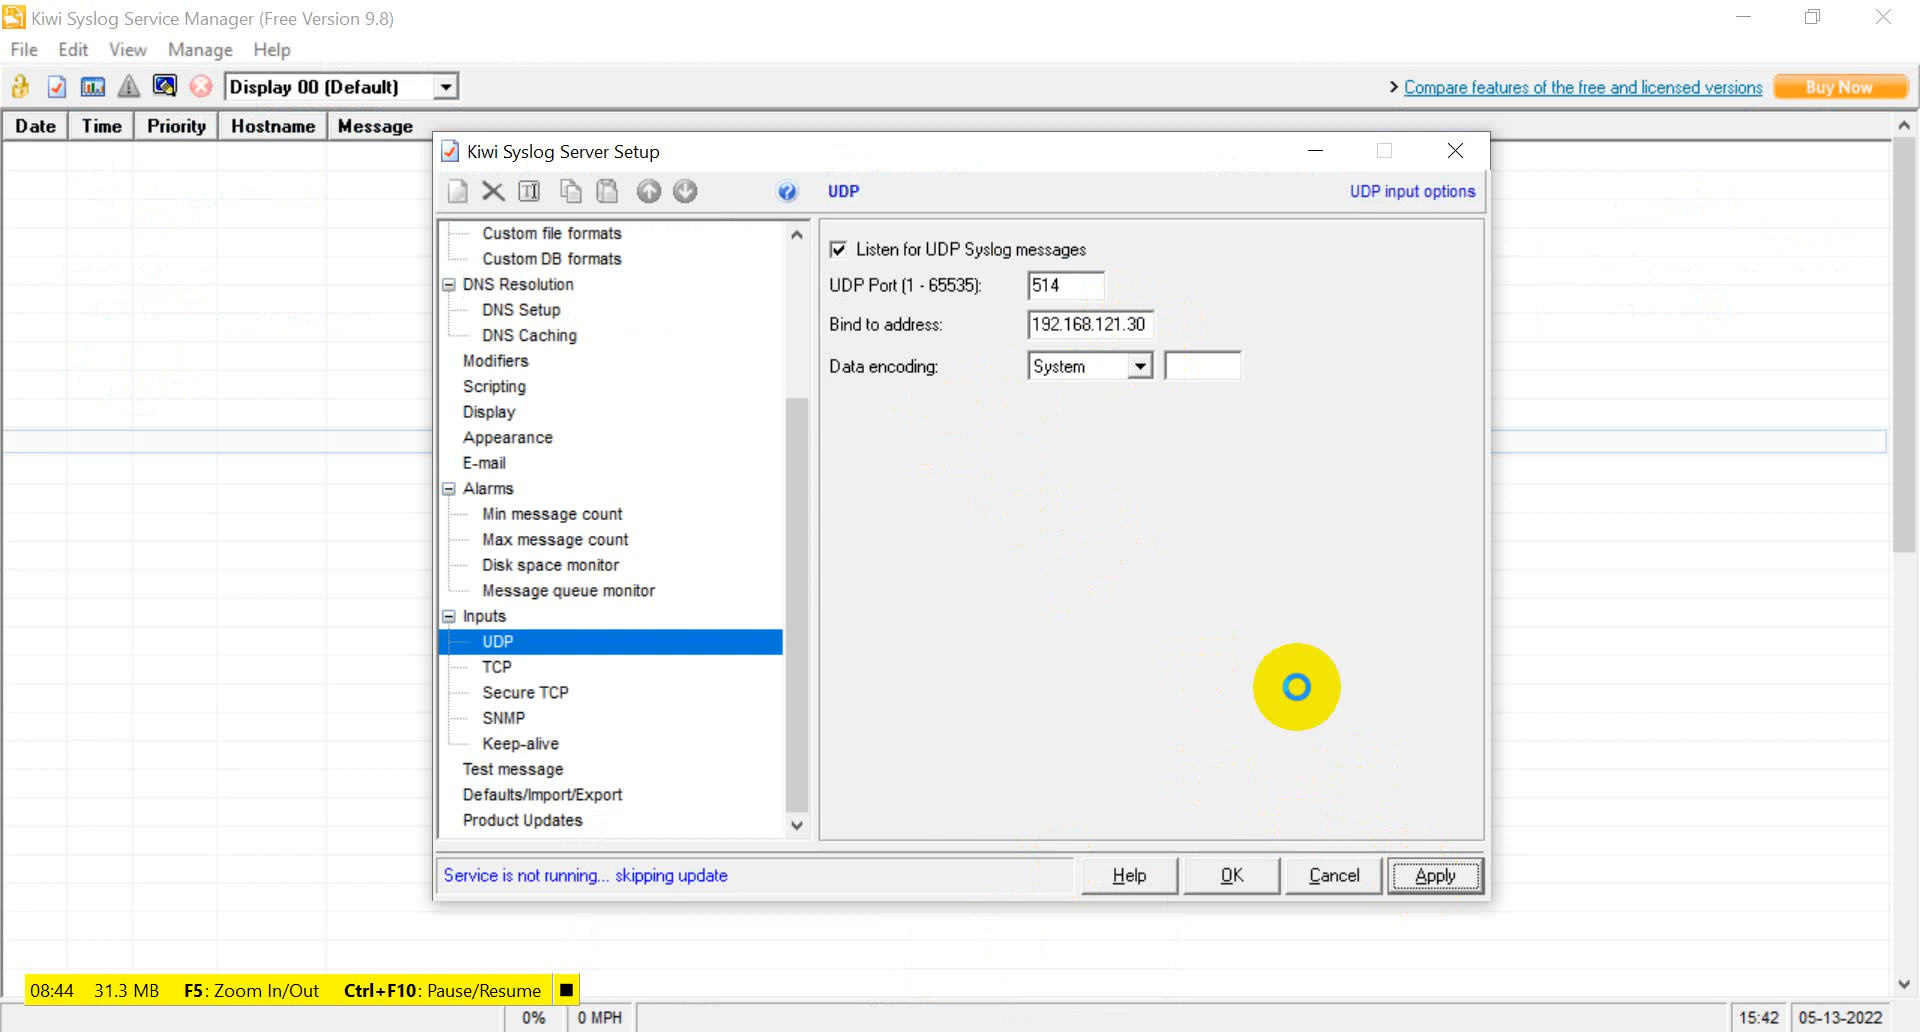 Kiwi Syslog Service Manager (Free Version 9.8)
File Edit View Manage Help
Display 00 (Default)
> Compare features of the free and licensed versions
Buy Now
Date Time Priority Hostname Message
Kiwi Syslog Server Setup
UDP
UDP input options
Custom file formats
Custom DB formats
DNS Resolution
DNS Setup
DNS Caching
Modifiers
Scripting
Display
Appearance
E-mail
Alarms
Min message count
Max message count
Disk space monitor
Message queue monitor
Inputs
UDP
TCP
Secure TCP
SNMP
Keep-alive
Test message
Defaults/Import/Export
Product Updates
Listen for UDP Syslog messages
UDP Port (1 - 65535): 514
Bind to address: 192.168.121.30
Data encoding: System
Service is not running... skipping update
Help OK Cancel Apply
08:44 31.3 MB F5: Zoom In/Out Ctrl+F10: Pause/Resume
0% 0 MPH 15:42 05-13-2022